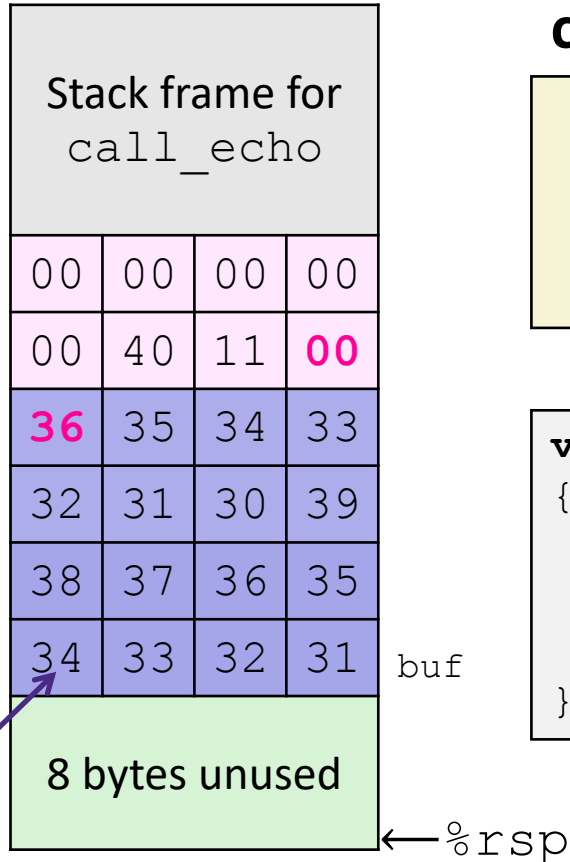 Stack frame for
call_echo
00 00 00 00
00 40 11 00
36 35 34 33
32 31 30 39
38 37 36 35
34 33 32 31 buf
8 bytes unused
←%rsp
{
}